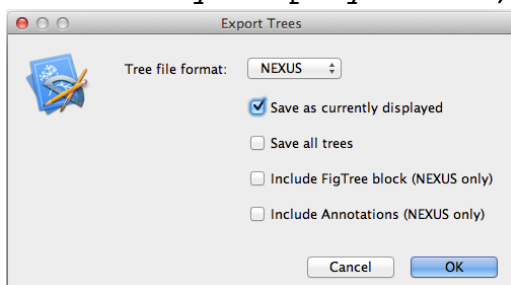 Export Trees
Tree file format: NEXUS
Save as currently displayed
Save all trees
Include FigTree block (NEXUS only)
Include Annotations (NEXUS only)
Cancel OK